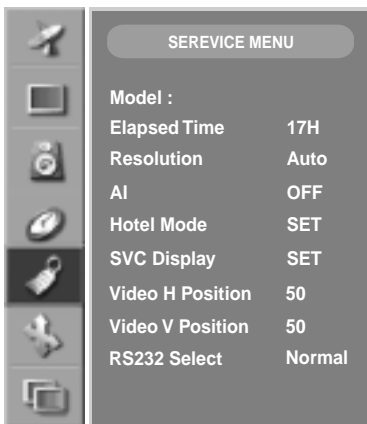 SEREVICE MENU
Model :
Elapsed Time 17H
Resolution Auto
AI OFF
Hotel Mode SET
SVC Display SET
Video H Position 50
Video V Position 50
RS232 Select Normal